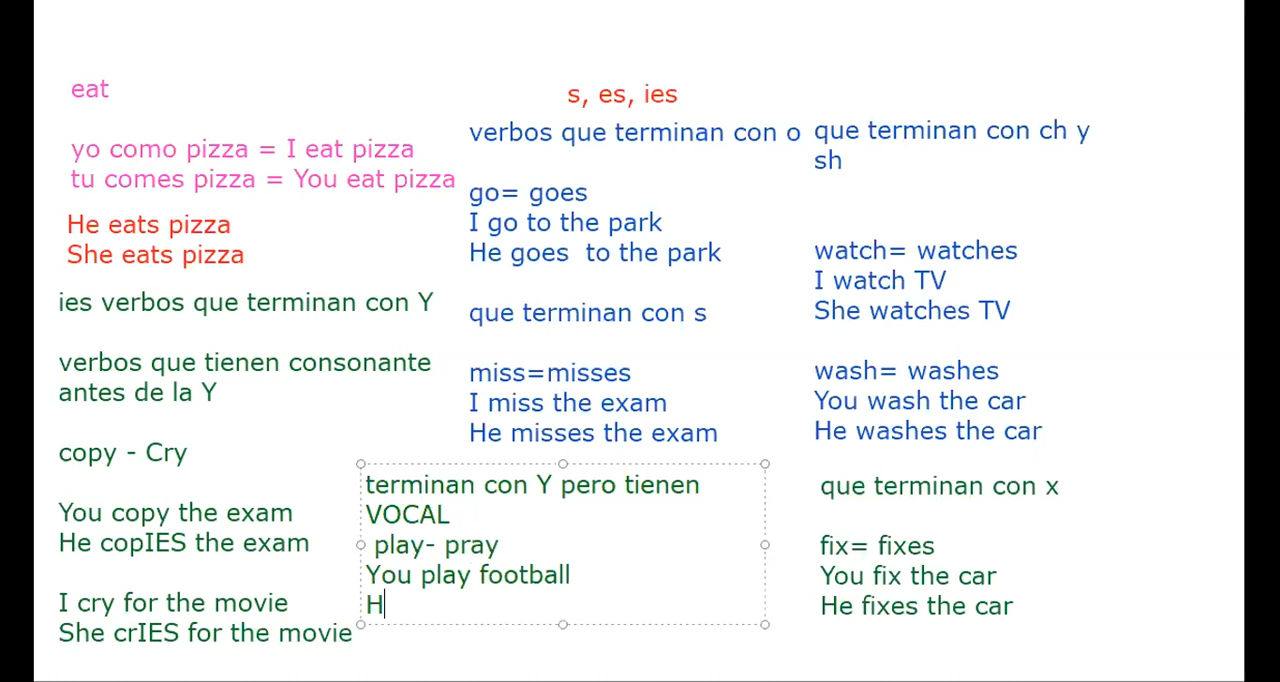 eat
yo como pizza = I eat pizza
tu comes pizza = You eat pizza
He eats pizza
She eats pizza
ies verbos que terminan con Y
verbos que tienen consonante
antes de la Y
copy - Cry
You copy the exam
He copIES the exam
I cry for the movie
She crIES for the movie
s, es, ies
verbos que terminan con o
go= goes
I go to the park
He goes  to the park
que terminan con s
miss=misses
I miss the exam
He misses the exam
terminan con Y pero tienen
VOCAL
play- pray
You play football
H
que terminan con ch y
sh
watch= watches
I watch TV
She watches TV
wash= washes
You wash the car
He washes the car
que terminan con x
fix= fixes
You fix the car
He fixes the car